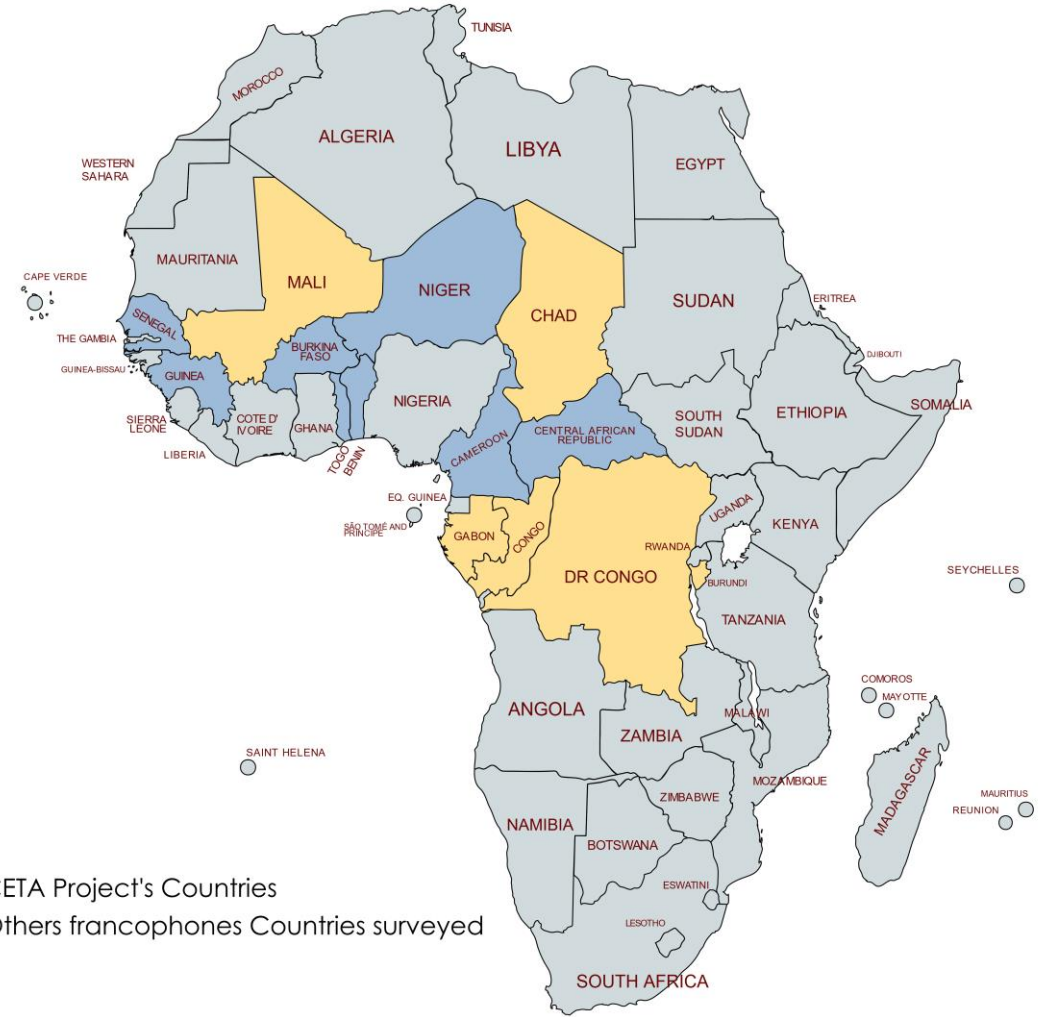 TUNISIA
MOROCCO
ALGERIA
LIBYA
EGYPT
WESTERN
SAHARA
MAURITANIA
MALI
NIGER
CHAD
SUDAN
ERITREA
CAPE VERDE
SENEGAL
THE GAMBIA
GUINEA-BISSAU
GUINEA
BURKINA
FASO
DJIBOUTI
NIGERIA
SIERRA
LEONE
COTE D'
IVOIRE
GHANA
LIBERIA
TOGO
BENIN
CAMEROON
CENTRAL AFRICAN
REPUBLIC
SOUTH
SUDAN
ETHIOPIA
SOMALIA
EQ. GUINEA
SÃO TOMÉ AND
PRINCIPE
GABON
CONGO
UGANDA
KENYA
RWANDA
DR CONGO
BURUNDI
SEYCHELLES
TANZANIA
COMOROS
MAYOTTE
ANGOLA
MALAWI
ZAMBIA
SAINT HELENA
MOZAMBIQUE
MADAGASCAR
ZIMBABWE
MAURITIUS
REUNION
NAMIBIA
BOTSWANA
ESWATINI
LESOTHO
SOUTH AFRICA
ETA Project's Countries
Others francophones Countries surveyed